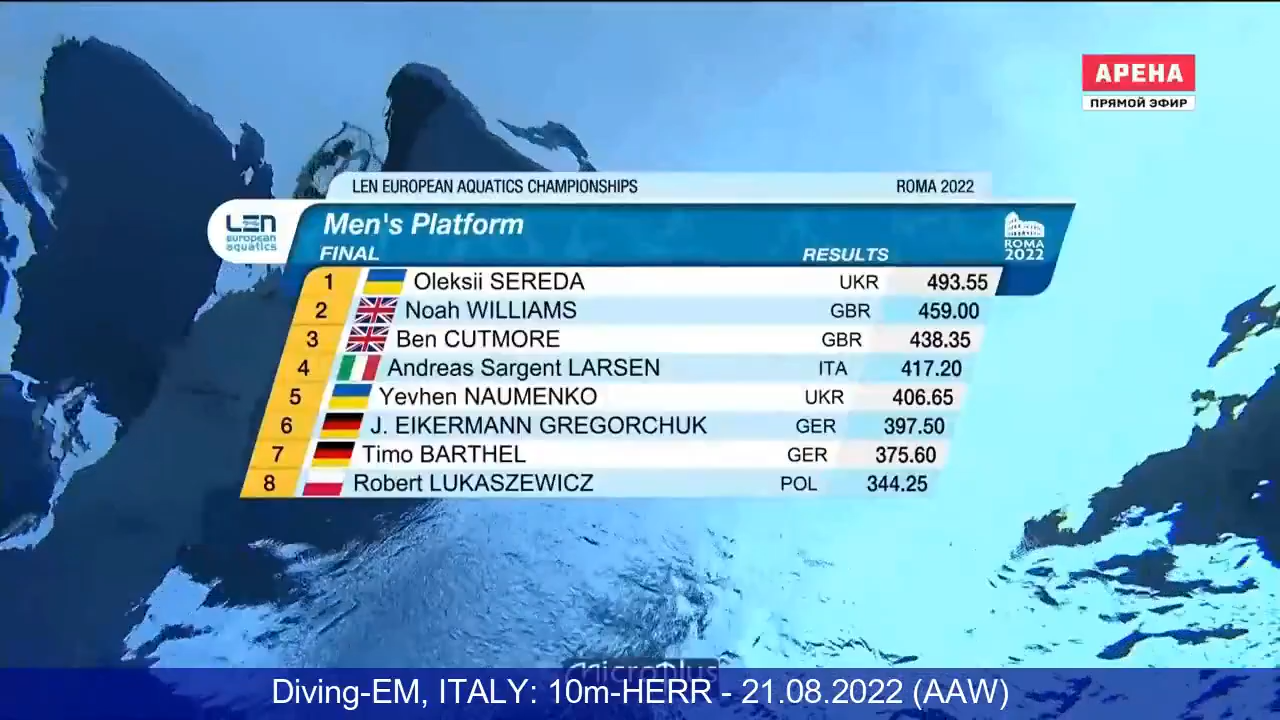 АРЕНА
ПРЯМОЙ ЭФИР
LEN EUROPEAN AQUATICS CHAMPIONSHIPS ROMA 2022
LEN
european
aquatics
Men's Platform
FINAL RESULTS
ROMA
2022
1 Oleksii SEREDA UKR 493.55
2 Noah WILLIAMS GBR 459.00
3 Ben CUTMORE GBR 438.35
4 Andreas Sargent LARSEN ITA 417.20
5 Yevhen NAUMENKO UKR 406.65
6 J. EIKERMANN GREGORCHUK GER 397.50
7 Timo BARTHEL GER 375.60
8 Robert LUKASZEWICZ POL 344.25
MicroPlus
Diving-EM, ITALY: 10m-HERR - 21.08.2022 (AAW)